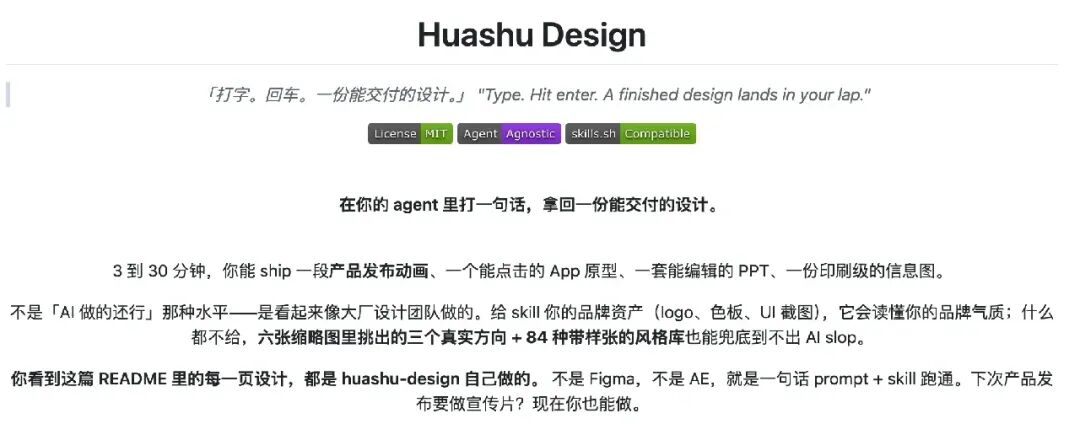 Huashu Design
「打字。回车。一份能交付的设计。」 "Type. Hit enter. A finished design lands in your lap."
License MIT Agent Agnostic skills.sh Compatible
在你的 agent 里打一句话，拿回一份能交付的设计。
3 到 30 分钟，你能 ship 一段产品发布动画、一个能点击的 App 原型、一套能编辑的 PPT、一份印刷级的信息图。
不是「AI 做的还行」那种水平——是看起来像大厂设计团队做的。给 skill 你的品牌资产（logo、色板、UI 截图），它会读懂你的品牌气质；什
都不给，六张缩略图里挑出的三个真实方向 + 84 种带样张的风格库也能兜底到不出 AI slop。
你看到这篇 README 里的每一页设计，都是 huashu-design 自己做的。 不是 Figma，不是 AE，就是一句话 prompt + skill 跑通。下次产品发
布要做宣传片？现在你也能做。